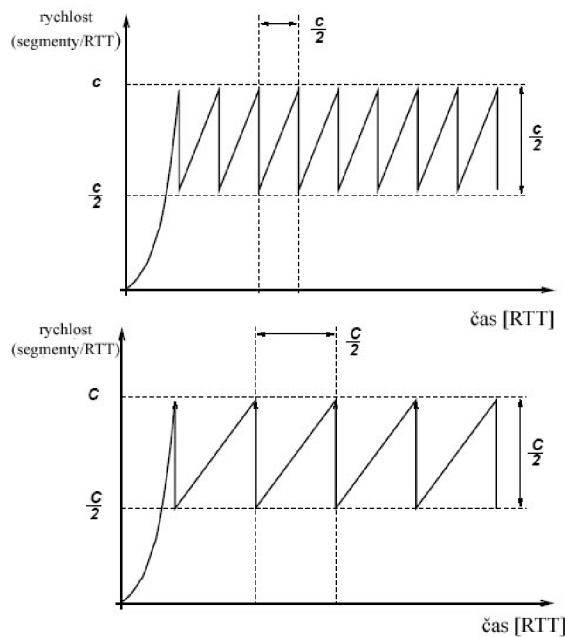 rychlost
(segmenty/RTT)
c/2
c
c/2
c/2
čas [RTT]
rychlost
(segmenty/RTT)
C/2
C
C/2
C/2
čas [RTT]